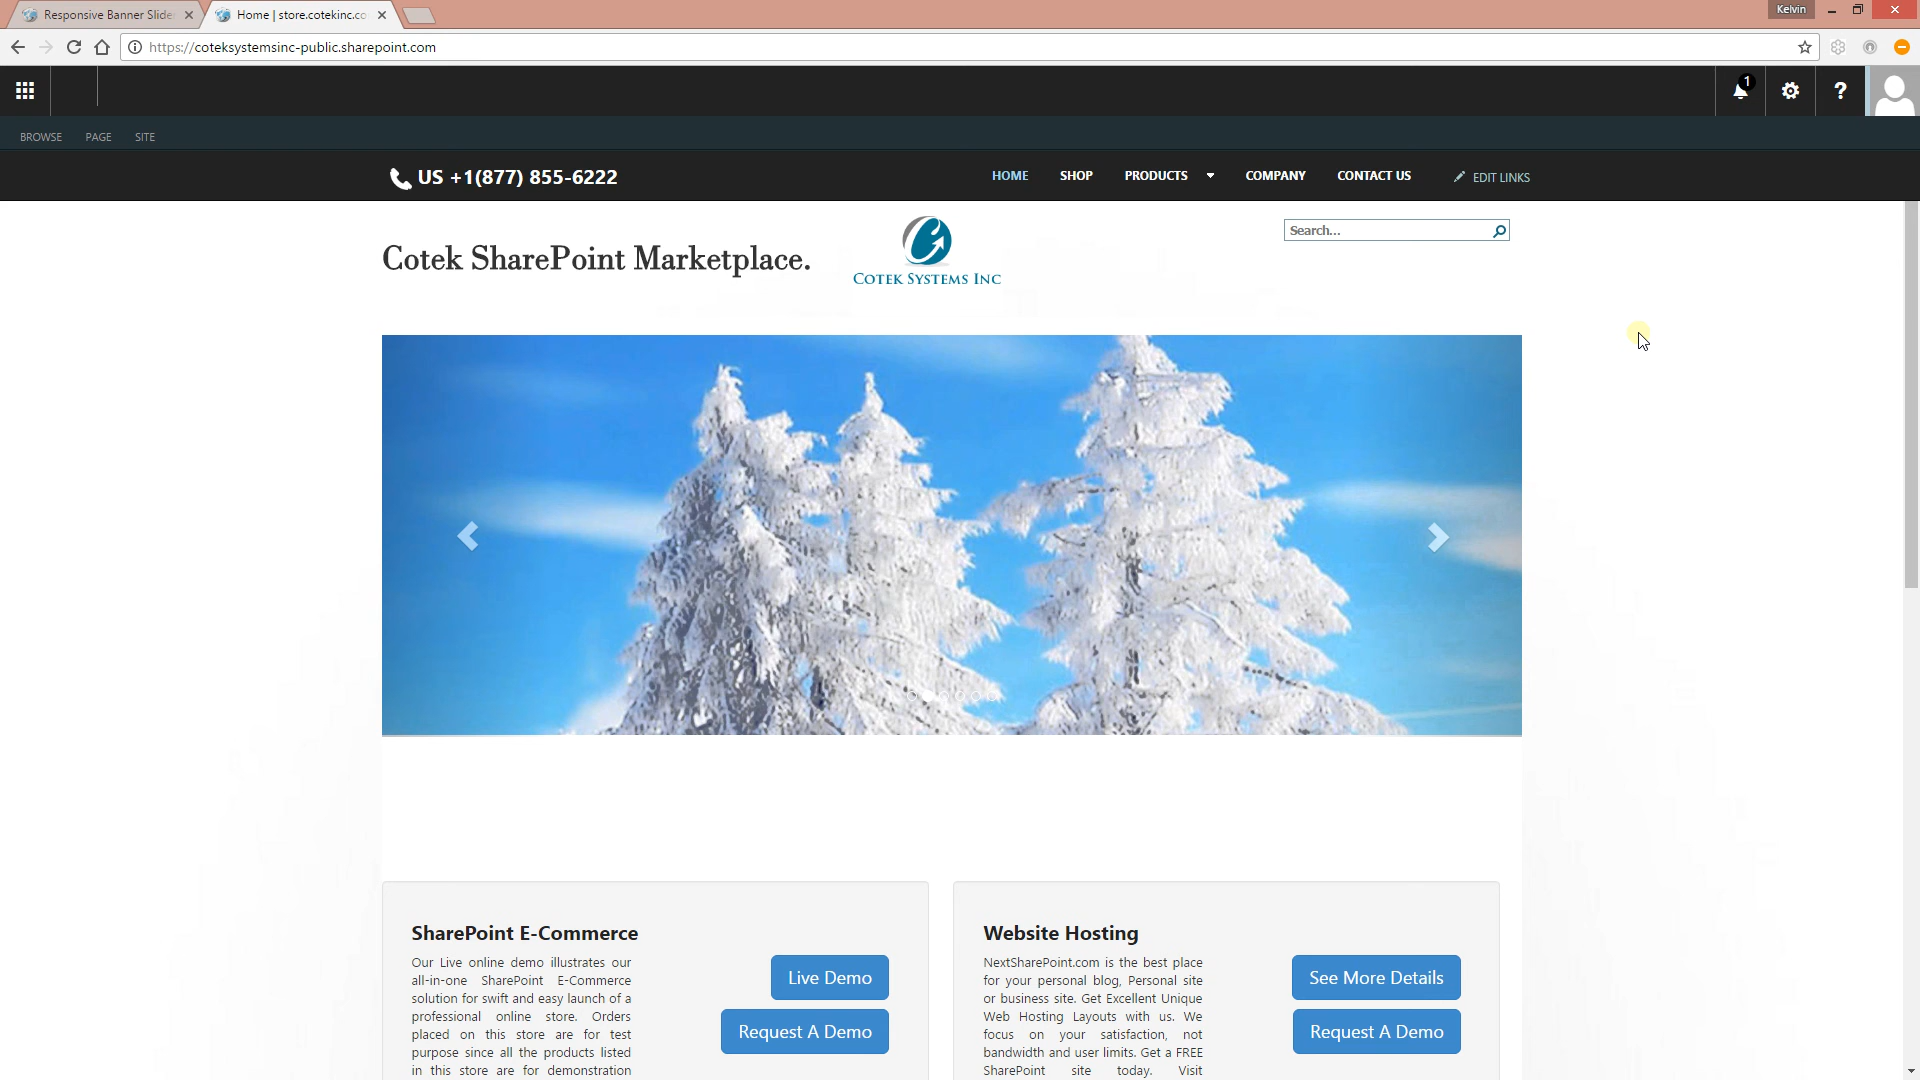 Responsive Banner Slide
Home | store.cotekinc.co
Kelvin
https://coteksystemsinc-public.sharepoint.com
1
?
BROWSE PAGE SITE
US +1(877) 855-6222
HOME SHOP PRODUCTS COMPANY CONTACT US EDIT LINKS
Cotek SharePoint Marketplace.
COTEK SYSTEMS INC
Search...
SharePoint E-Commerce
Our Live online demo illustrates our
all-in-one SharePoint E-Commerce
solution for swift and easy launch of a
professional online store. Orders
placed on this store are for test
purpose since all the products listed
in this store are for demonstration
Live Demo
Request A Demo
Website Hosting
NextSharePoint.com is the best place
for your personal blog, Personal site
or business site. Get Excellent Unique
Web Hosting Layouts with us. We
focus on your satisfaction, not
bandwidth and user limits. Get a FREE
SharePoint site today. Visit
See More Details
Request A Demo